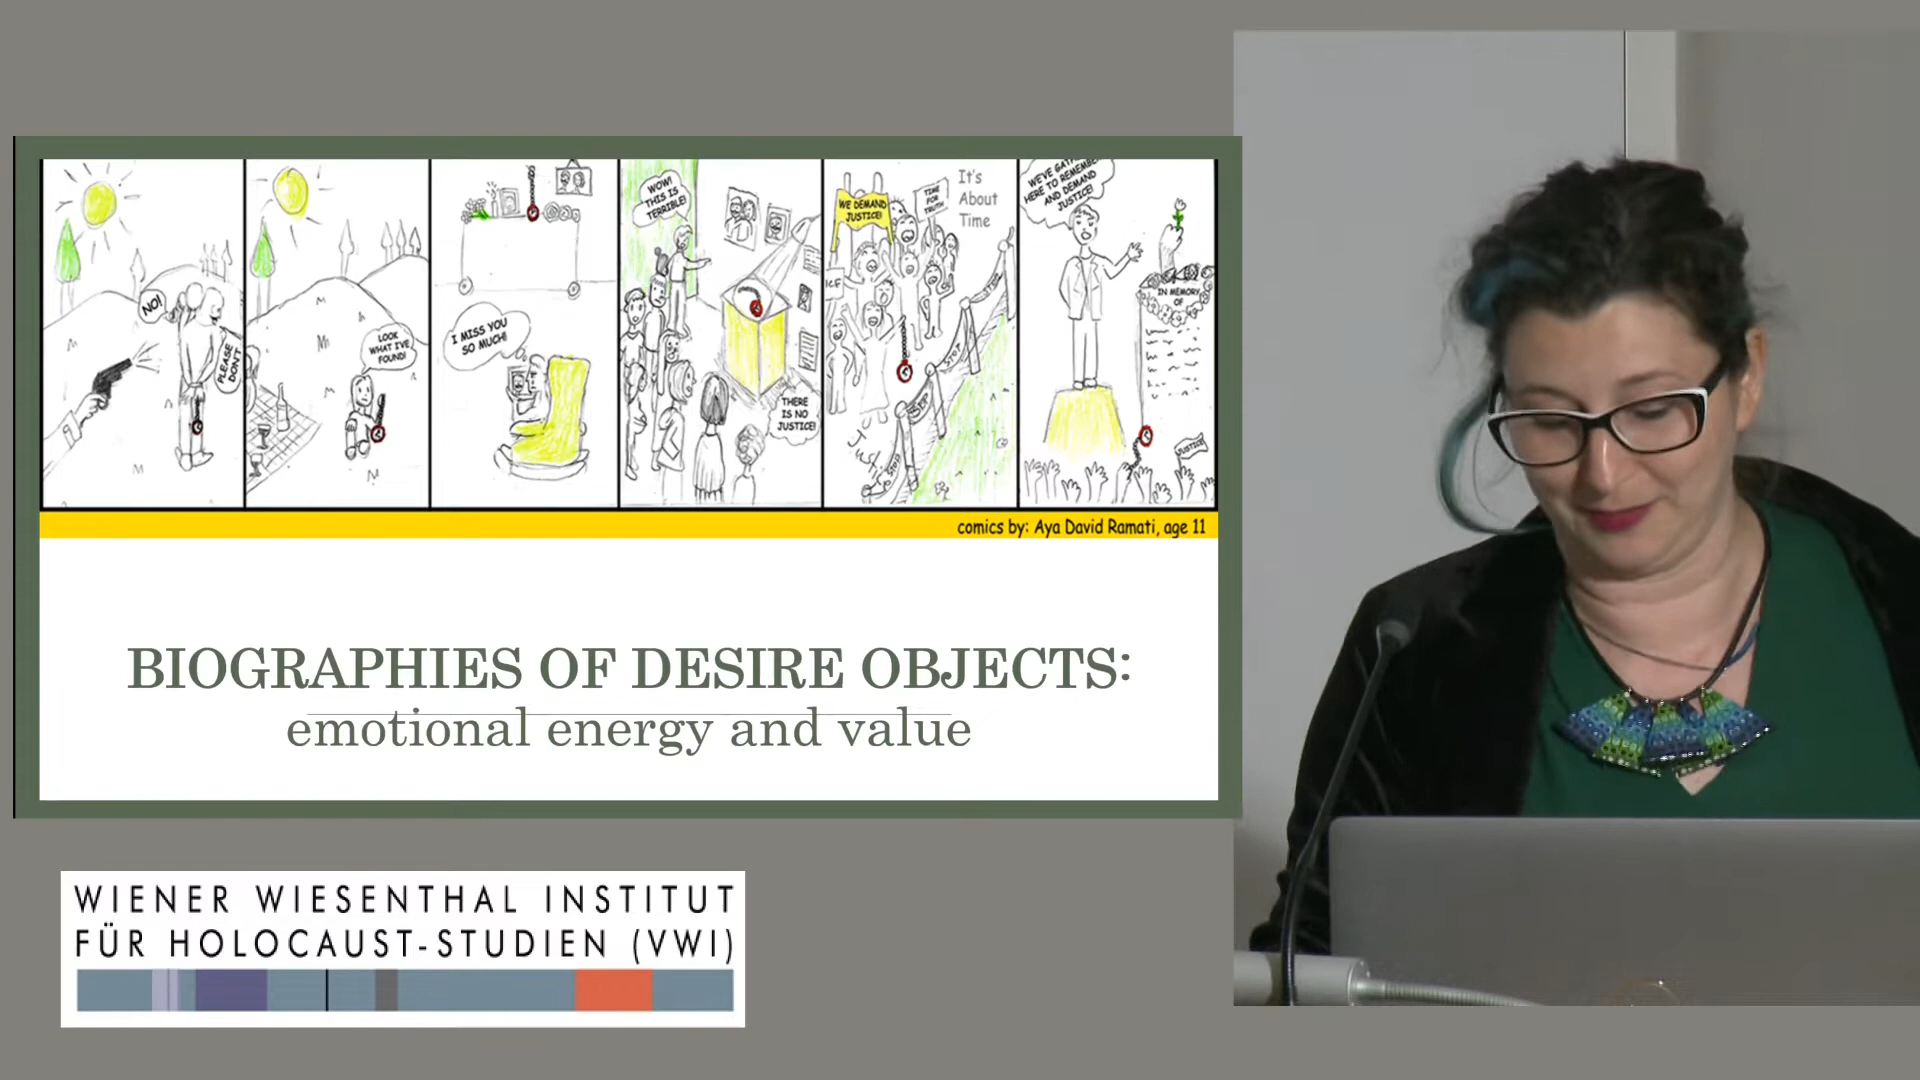 NO!
PLEASE
DON'T
LOOK
WHAT I'VE
FOUND!
I MISS YOU
SO MUCH!
WOW!
THIS IS
TERRIBLE!
THERE
IS NO
JUSTICE!
WE DEMAND
JUSTICE!
TIME
FOR
TRUTH
It's
About
Time
STOP
STOP
STOP
WE'VE
HERE TO REMEMBER
AND DEMAND
JUSTICE!
IN MEMORY
OF
JUSTICE
comics by: Aya David Ramati, age 11
BIOGRAPHIES OF DESIRE OBJECTS:
emotional energy and value
WIENER WIESENTHAL INSTITUT
FÜR HOLOCAUST-STUDIEN (VWI)